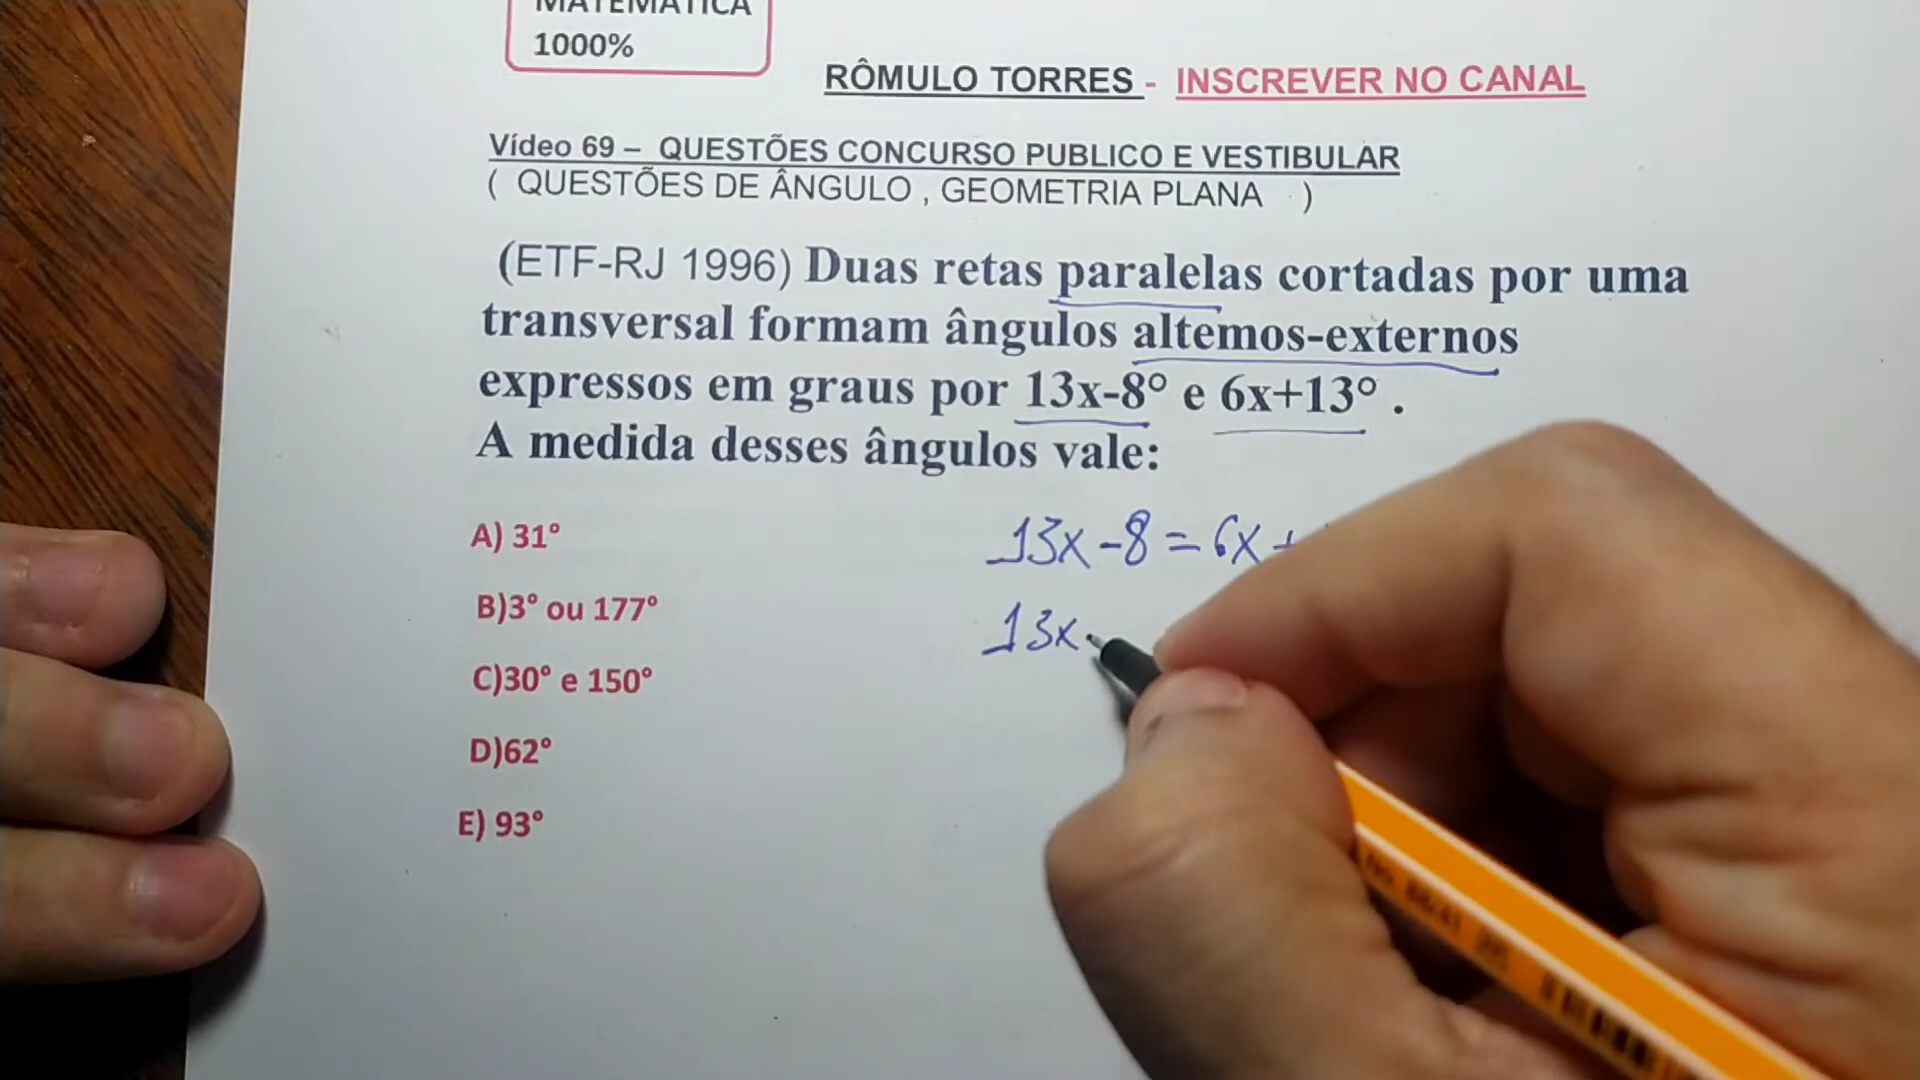 MATEMÁTICA
1000%
RÔMULO TORRES - INSCREVER NO CANAL
Vídeo 69 – QUESTÕES CONCURSO PUBLICO E VESTIBULAR
( QUESTÕES DE ÂNGULO , GEOMETRIA PLANA )
(ETF-RJ 1996) Duas retas paralelas cortadas por uma
transversal formam ângulos altemos-externos
expressos em graus por 13x-8° e 6x+13° .
A medida desses ângulos vale:
A) 31°
B)3° ou 177°
C)30° e 150°
D)62°
E) 93°
13x-8=6x+
13x